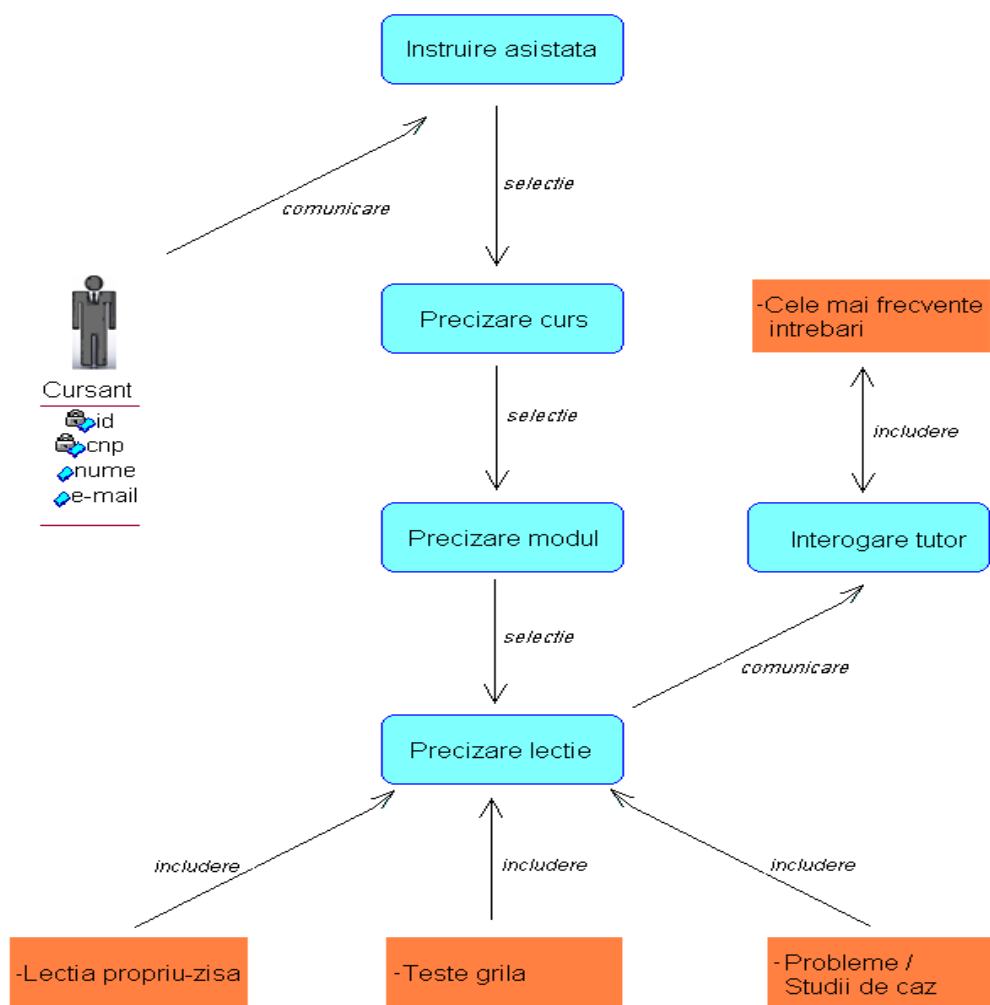 Instruire asistata
selectie
comunicare
Precizare curs
-Cele mai frecvente
intrebari
Cursant
id
cnp
nume
e-mail
selectie
includere
Precizare modul
Interogare tutor
selectie
comunicare
Precizare lectie
includere
includere
includere
-Lectia propriu-zisa
-Teste grila
-Probleme /
Studii de caz